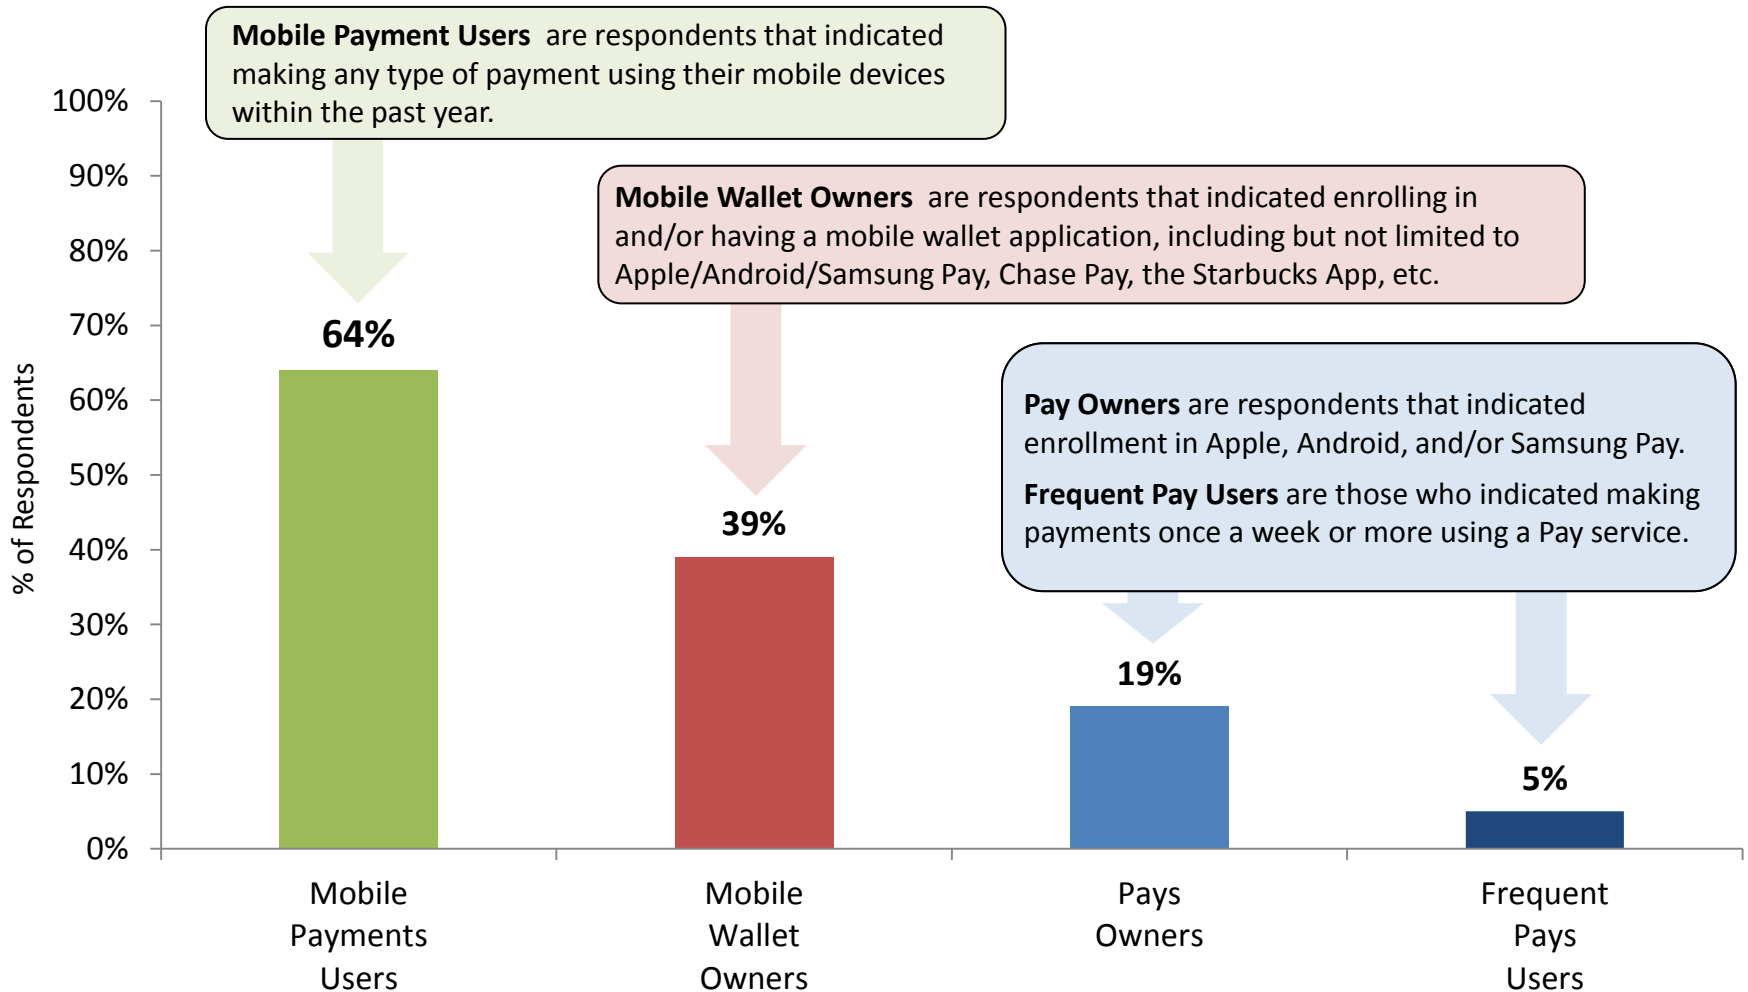 Mobile Payment Users are respondents that indicated
making any type of payment using their mobile devices
within the past year.
Mobile Wallet Owners are respondents that indicated enrolling in
and/or having a mobile wallet application, including but not limited to
Apple/Android/Samsung Pay, Chase Pay, the Starbucks App, etc.
Pay Owners are respondents that indicated
enrollment in Apple, Android, and/or Samsung Pay.
Frequent Pay Users are those who indicated making
payments once a week or more using a Pay service.
% of Respondents
100%
90%
80%
70%
60%
50%
40%
30%
20%
10%
0%
64%
39%
19%
5%
Mobile
Payments
Users
Mobile
Wallet
Owners
Pays
Owners
Frequent
Pays
Users